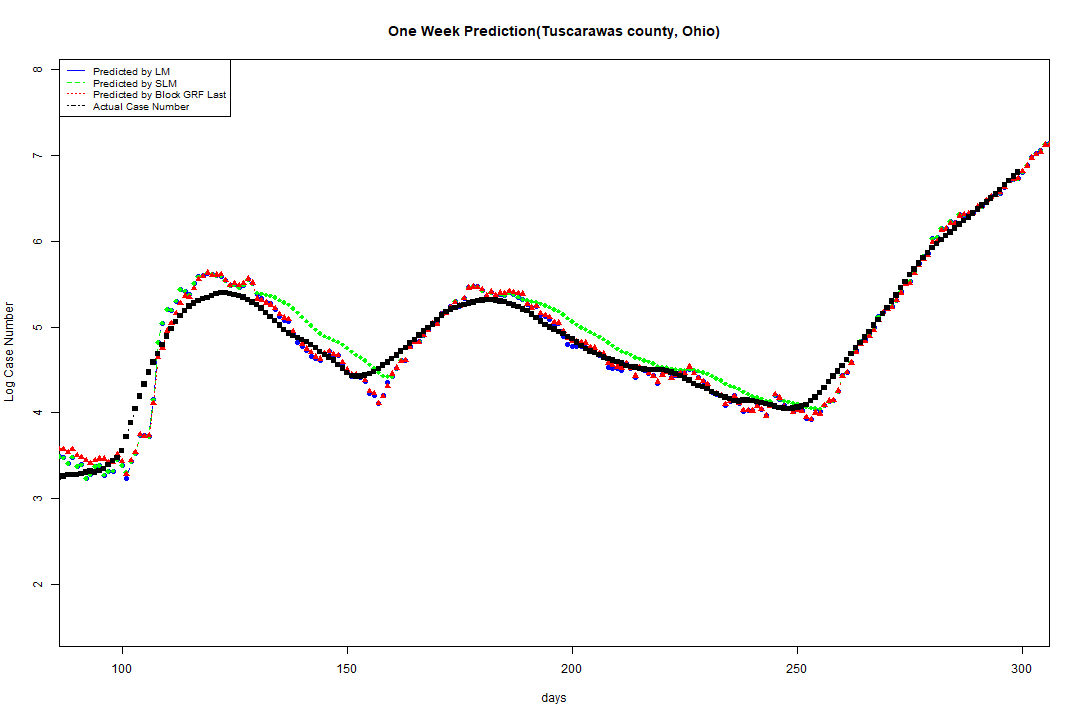 One Week Prediction(Tuscarawas county, Ohio)
8
Predicted by LM
Predicted by SLM
Predicted by Block GRF Last
Actual Case Number
7
6
5
4
3
2
Log Case Number
100 150 200 250 300
days